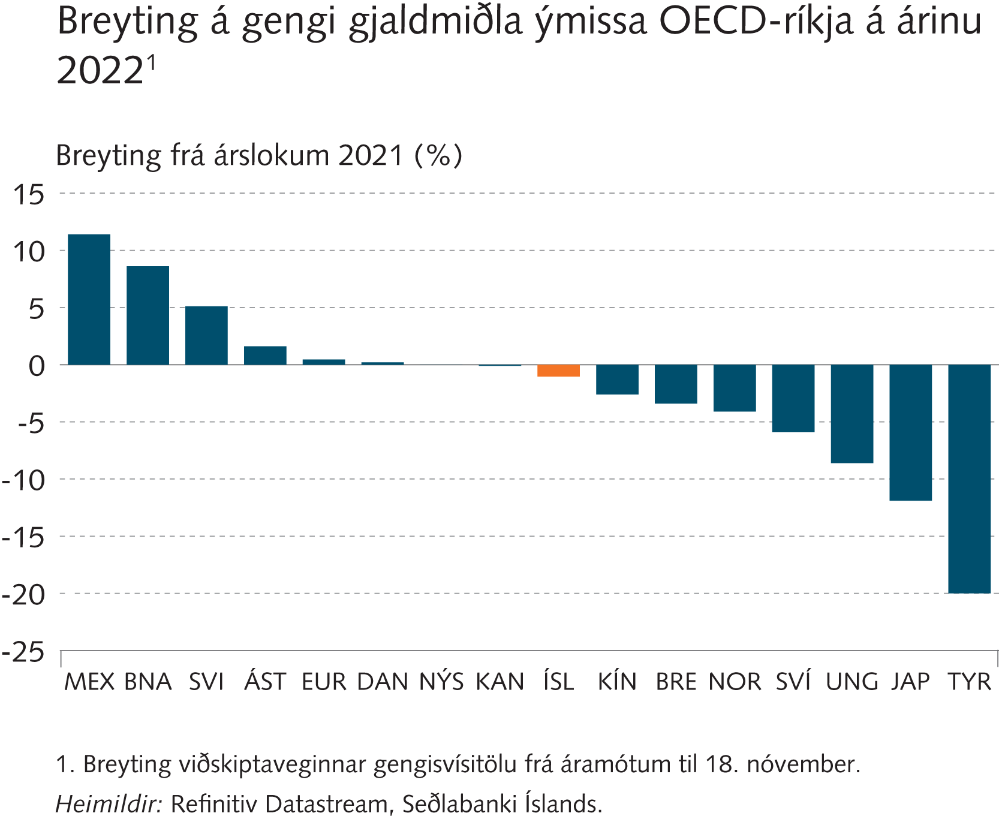 Breyting á gengi gjaldmiðla ýmissa OECD-ríkja á árinu
2022¹
Breyting frá árslokum 2021 (%)
15
10
5
0
-5
-10
-15
-20
-25
MEX BNA SVI ÁST EUR DAN NÝS KAN ÍSL KÍN BRE NOR SVÍ UNG JAP TYR
1. Breyting viðskiptaveginnar gengisvísitölu frá áramótum til 18. nóvember.
Heimildir: Refinitiv Datastream, Seðlabanki Íslands.